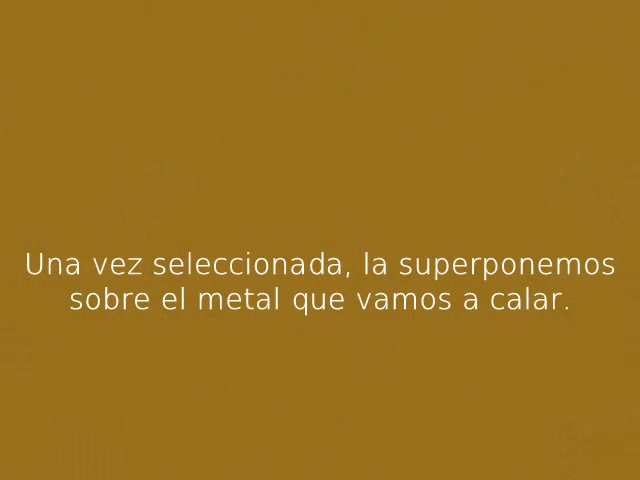 Una vez seleccionada, la superponemos
sobre el metal que vamos a calar.